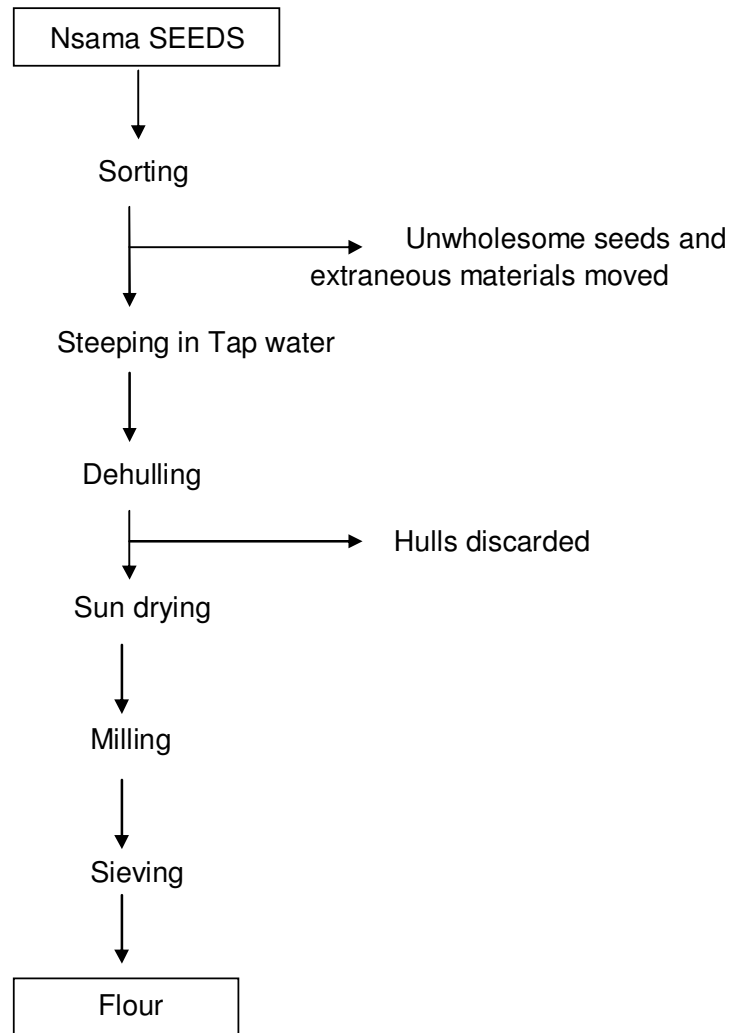 Nsama SEEDS
Sorting
Unwholesome seeds and
extraneous materials moved
Steeping in Tap water
Dehulling
Hulls discarded
Sun drying
Milling
Sieving
Flour